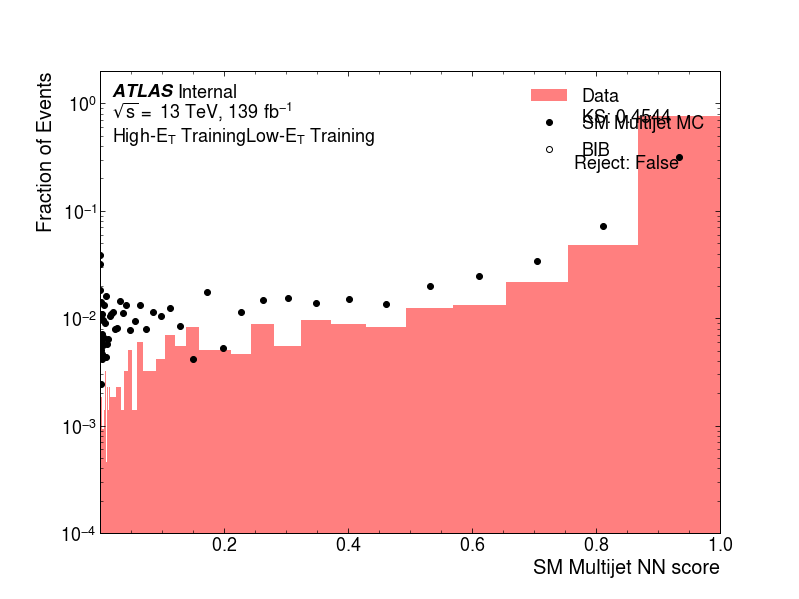 ATLAS Internal
√s = 13 TeV, 139 fb⁻¹
High-E_T TrainingLow-E_T Training
Data
KS: 0.4544
SM Multijet MC
BIB
Reject: False
Fraction of Events
10⁰
10⁻¹
10⁻²
10⁻³
10⁻⁴
0.2 0.4 0.6 0.8 1.0
SM Multijet NN score